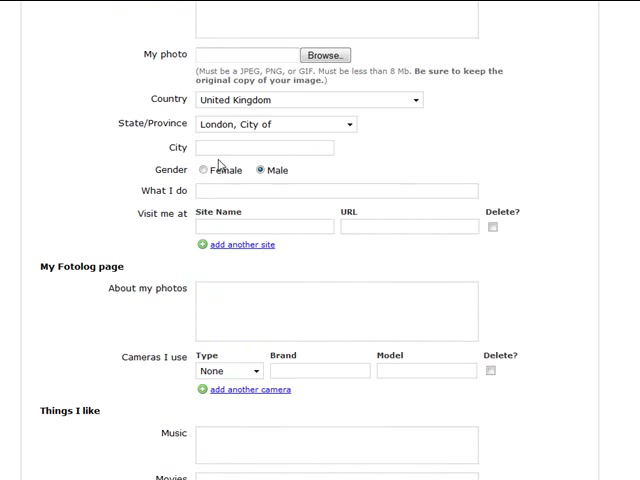 My photo Browse..
(Must be a JPEG, PNG, or GIF. Must be less than 8 Mb. Be sure to keep the
original copy of your image.)
Country United Kingdom
State/Province London, City of
City
Gender Female Male
What I do
Visit me at Site Name URL Delete?
add another site
My Fotolog page
About my photos
Cameras I use Type Brand Model Delete?
None
add another camera
Things I like
Music
Movies